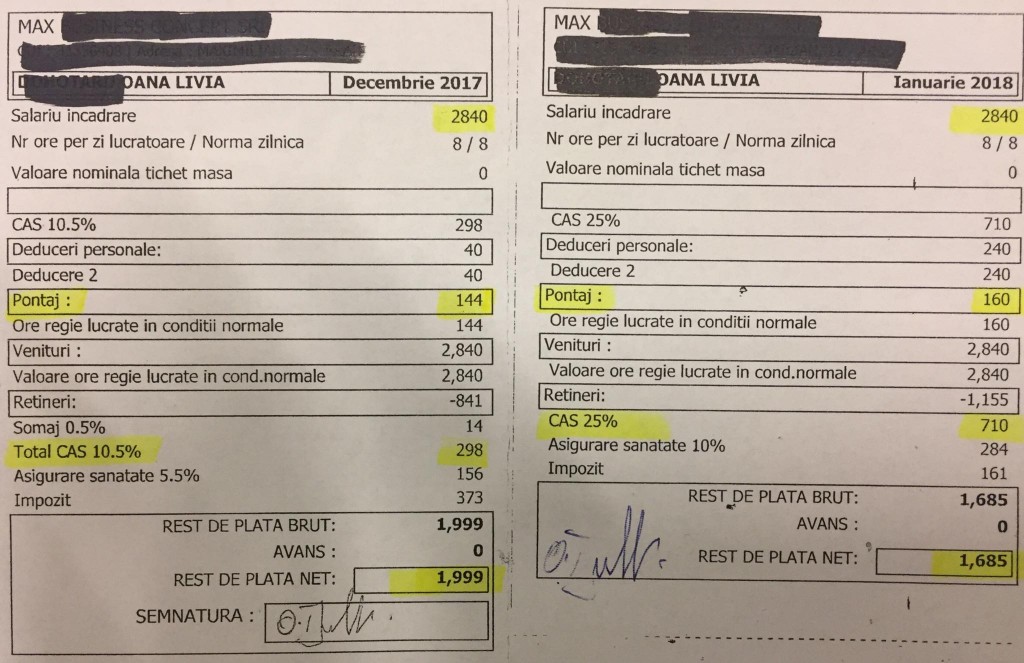 MAX
OANA LIVIA Decembrie 2017
Salariu incadrare 2840
Nr ore per zi lucratoare / Norma zilnica 8 / 8
Valoare nominala tichet masa 0
CAS 10.5% 298
Deduceri personale: 40
Deducere 2 40
Pontaj : 144
Ore regie lucrate in conditii normale 144
Venituri : 2,840
Valoare ore regie lucrate in cond.normale 2,840
Retineri: -841
Somaj 0.5% 14
Total CAS 10.5% 298
Asigurare sanatate 5.5% 156
Impozit 373
REST DE PLATA BRUT: 1,999
AVANS : 0
REST DE PLATA NET: 1,999
SEMNATURA :
MAX
OANA LIVIA Ianuarie 2018
Salariu incadrare 2840
Nr ore per zi lucratoare / Norma zilnica 8 / 8
Valoare nominala tichet masa 0
CAS 25% 710
Deduceri personale: 240
Deducere 2 240
Pontaj : 160
Ore regie lucrate in conditii normale 160
Venituri : 2,840
Valoare ore regie lucrate in cond.normale 2,840
Retineri: -1,155
CAS 25% 710
Asigurare sanatate 10% 284
Impozit 161
REST DE PLATA BRUT: 1,685
AVANS : 0
REST DE PLATA NET: 1,685